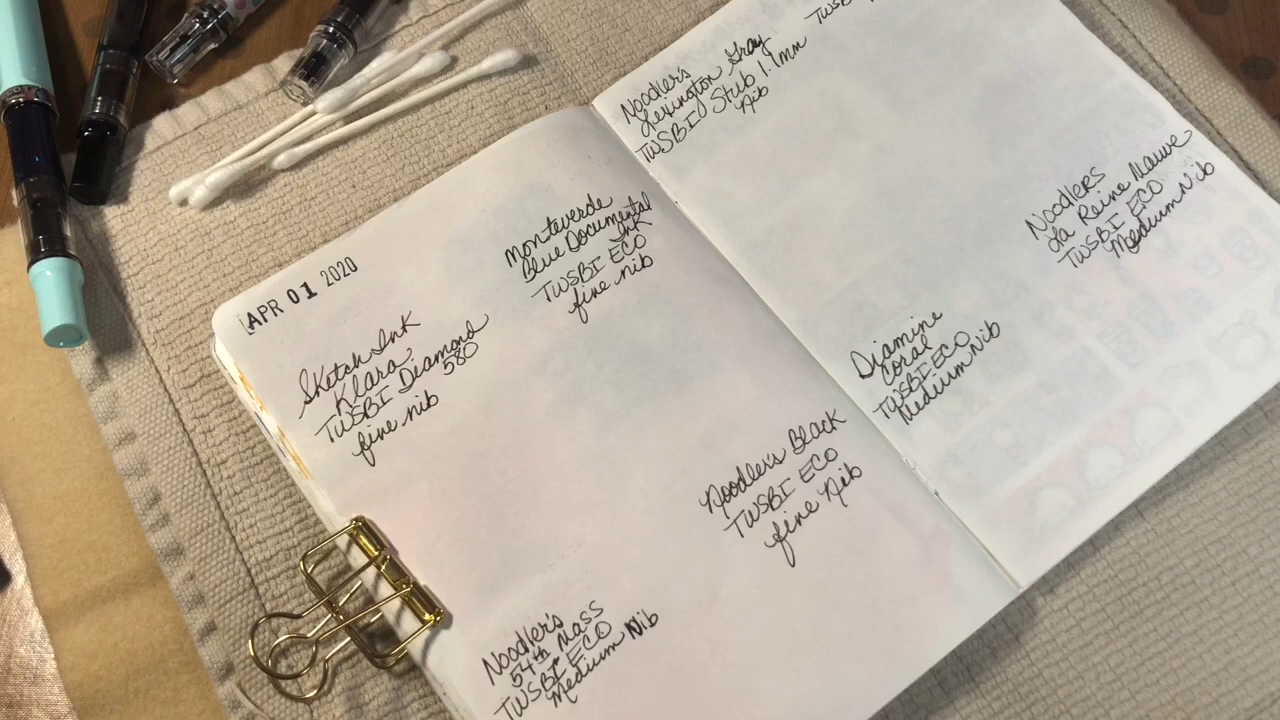 APR 01 2020
Sketch Ink
Klara
TWSBI Diamond
580
fine nib
Monteverde
Blue Documental
Ink
TWSBI ECO
fine nib
Noodler's Black
TWSBI ECO
fine Nib
Noodler's
54th Mass
TWSBI ECO
Medium Nib
Noodler's
Lexington Gray
TWSBI Stub 1.1mm
Nib
TWSBI
Noodlers
La Reine Mauve
TWSBI ECO
Medium Nib
Diamine
Coral
TWSBI ECO
Medium Nib